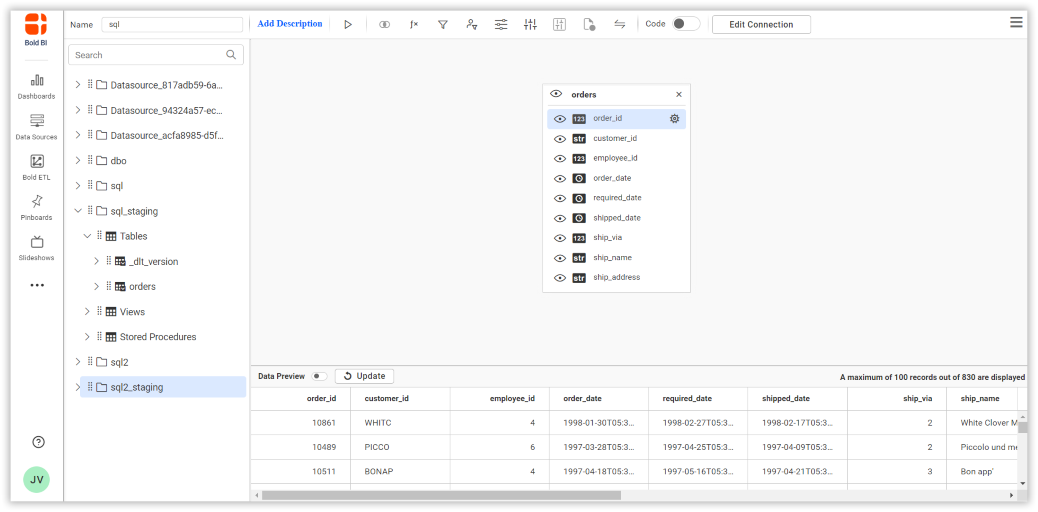 Bold BI
Dashboards
Data Sources
Bold ETL
Pinboards
Slideshows
JV
Name sql Add Description Code Edit Connection
Search
Datasource_817adb59-6a...
Datasource_94324a57-ec...
Datasource_acfa8985-d5f...
dbo
sql
sql_staging
Tables
_dlt_version
orders
Views
Stored Procedures
sql2
sql2_staging
orders
123 order_id
str customer_id
123 employee_id
order_date
required_date
shipped_date
123 ship_via
str ship_name
str ship_address
Data Preview Update A maximum of 100 records out of 830 are displayed
order_id customer_id employee_id order_date required_date shipped_date ship_via ship_name
10861 WHITC 4 1998-01-30T05:3... 1998-02-27T05:3... 1998-02-17T05:3... 2 White Clover M
10489 PICCO 6 1997-03-28T05:3... 1997-04-25T05:3... 1997-04-09T05:3... 2 Piccolo und me
10511 BONAP 4 1997-04-18T05:3... 1997-05-16T05:3... 1997-04-21T05:3... 3 Bon app'